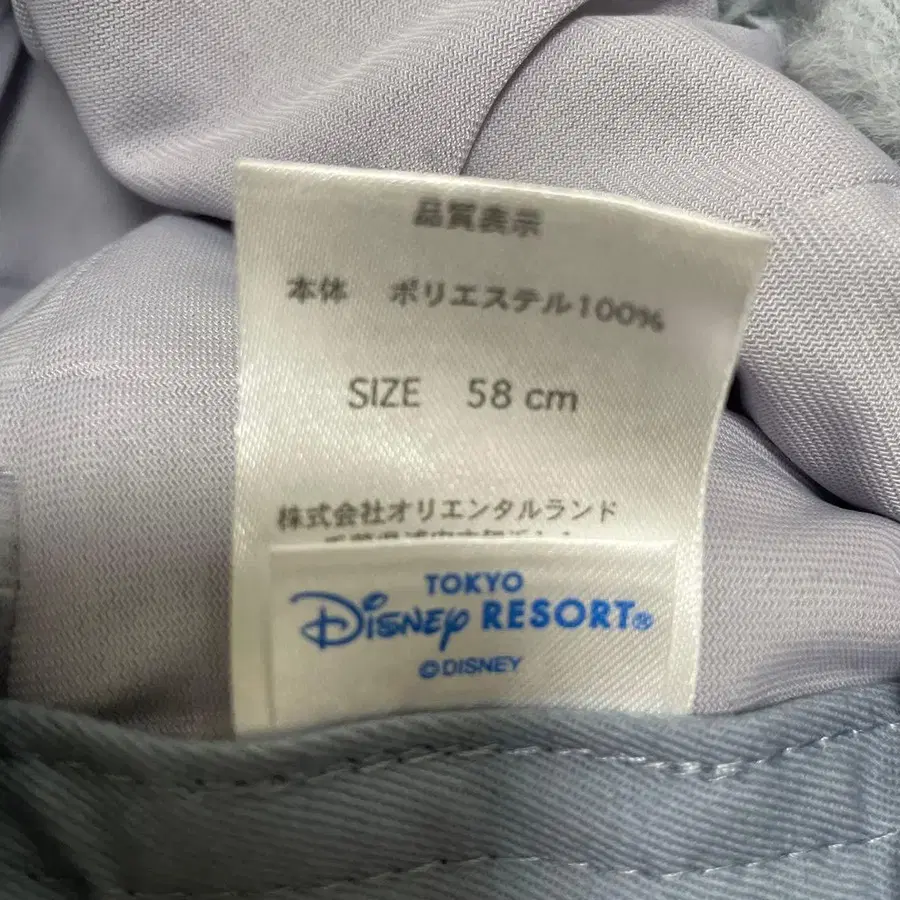 品質表示
本体 ポリエステル100%
SIZE 58 cm
株式会社オリエンタルランド
TOKYO
Disney RESORT®
©DISNEY